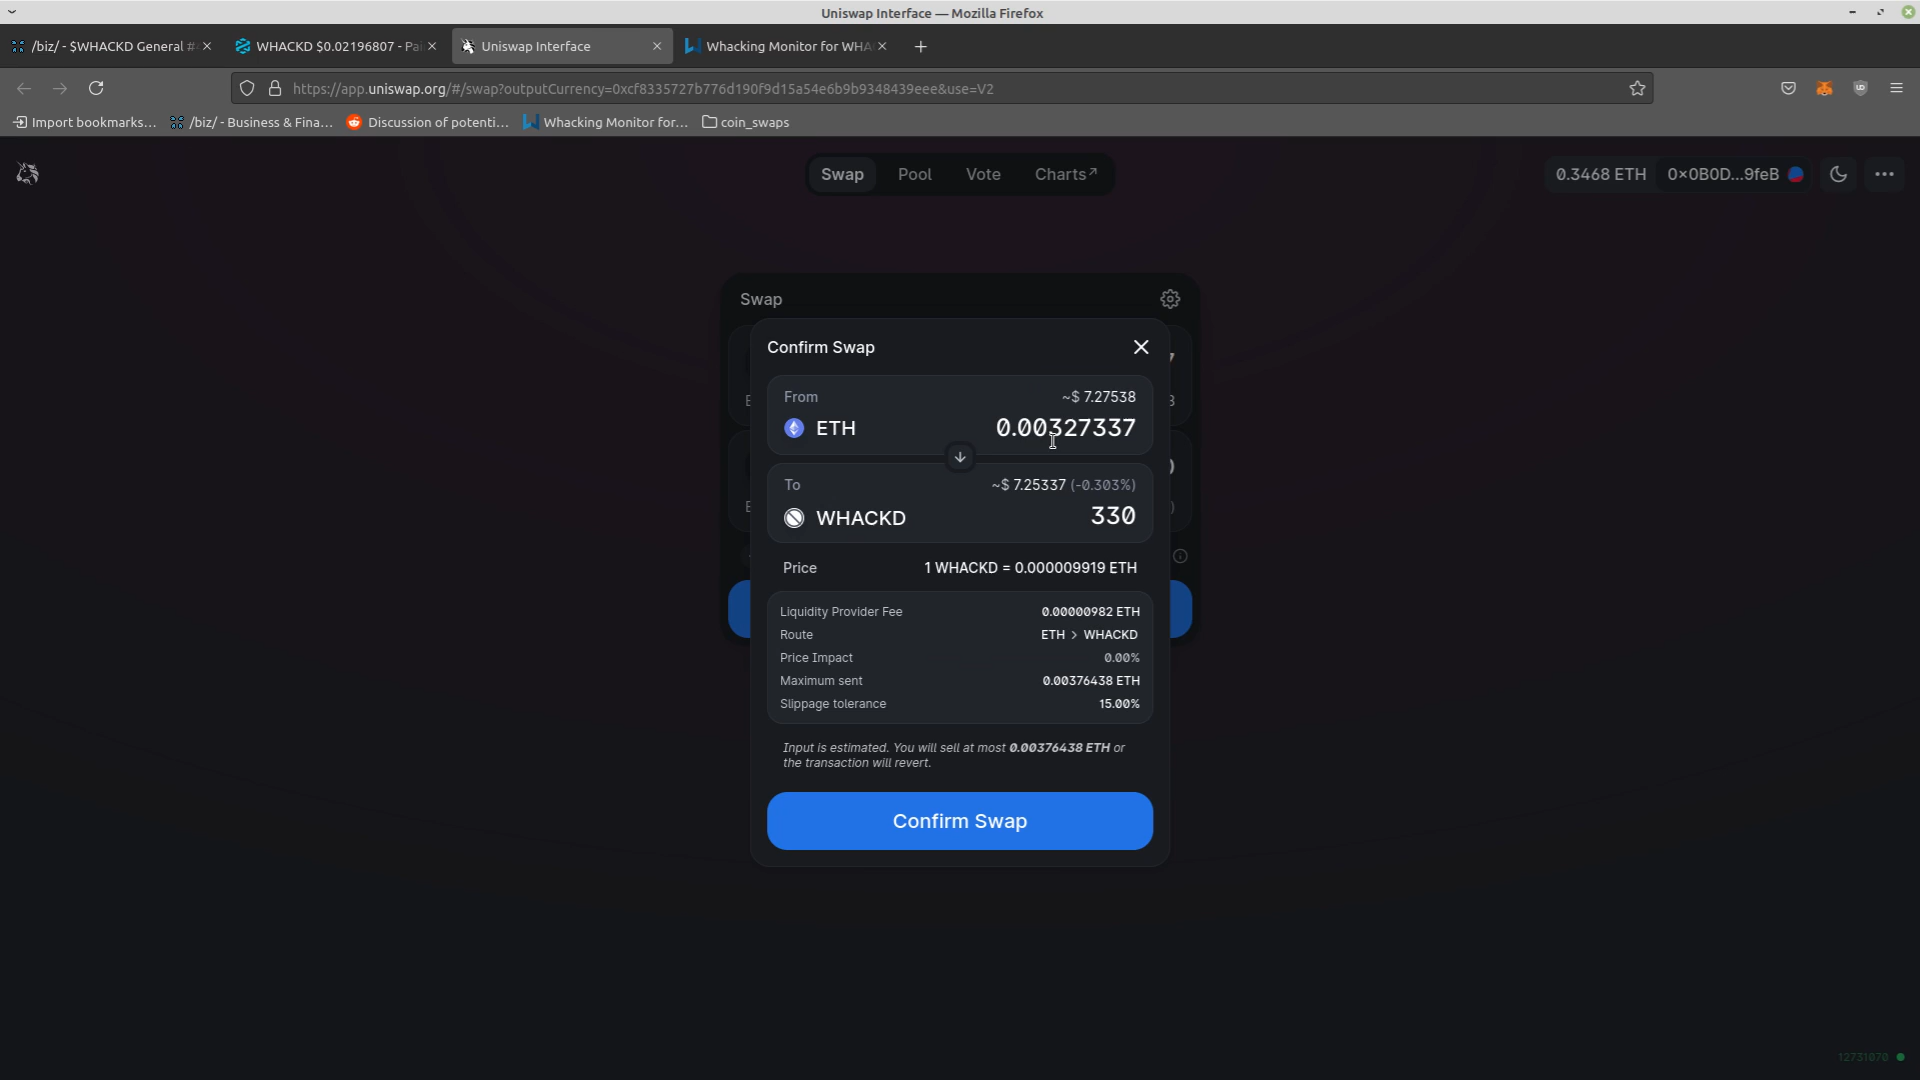 Uniswap Interface — Mozilla Firefox
/biz/ - $WHACKD General #
WHACKD $0.02196807 - Pai
Uniswap Interface
Whacking Monitor for WHA
https://app.uniswap.org/#/swap?outputCurrency=0xcf8335727b776d190f9d15a54e6b9b9348439eee&use=V2
Import bookmarks...
/biz/ - Business & Fina...
Discussion of potenti...
Whacking Monitor for...
coin_swaps
Swap
Pool
Vote
Charts↗
0.3468 ETH
0×0B0D...9feB
Swap
Confirm Swap
From
~$ 7.27538
ETH
0.00327337
To
~$ 7.25337 (-0.303%)
WHACKD
330
Price
1 WHACKD = 0.000009919 ETH
Liquidity Provider Fee
0.00000982 ETH
Route
ETH > WHACKD
Price Impact
0.00%
Maximum sent
0.00376438 ETH
Slippage tolerance
15.00%
Input is estimated. You will sell at most 0.00376438 ETH or
the transaction will revert.
Confirm Swap
12731070